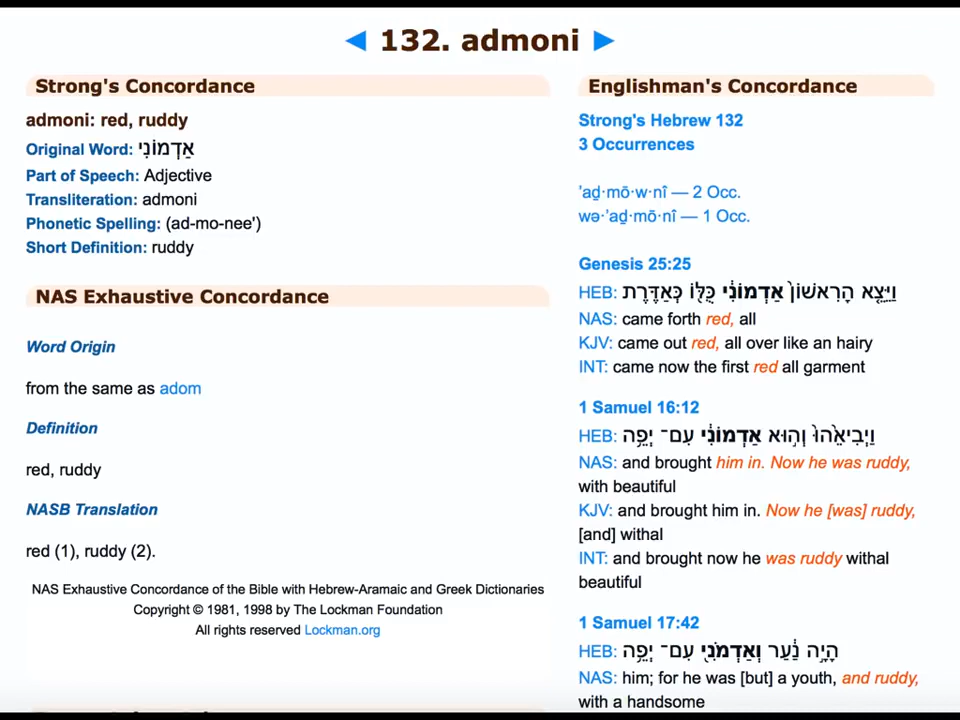 ◄ 132. admoni ►
Strong's Concordance
admoni: red, ruddy
Original Word: אַדְמוֹנִי
Part of Speech: Adjective
Transliteration: admoni
Phonetic Spelling: (ad-mo-nee')
Short Definition: ruddy
NAS Exhaustive Concordance
Word Origin
from the same as adom
Definition
red, ruddy
NASB Translation
red (1), ruddy (2).
NAS Exhaustive Concordance of the Bible with Hebrew-Aramaic and Greek Dictionaries
Copyright © 1981, 1998 by The Lockman Foundation
All rights reserved Lockman.org
Englishman's Concordance
Strong's Hebrew 132
3 Occurrences
’aḏ·mō·w·nî — 2 Occ.
wə·’aḏ·mō·nî — 1 Occ.
Genesis 25:25
HEB: וַיֵּצֵ֤א הָרִאשׁוֹן֙ אַדְמוֹנִ֔י כֻּלּ֖וֹ כְּאַדֶּ֣רֶת
NAS: came forth red, all
KJV: came out red, all over like an hairy
INT: came now the first red all garment
1 Samuel 16:12
HEB: וַיְבִיאֵ֙הוּ֙ וְה֣וּא אַדְמוֹנִ֔י עִם־ יְפֵ֥ה
NAS: and brought him in. Now he was ruddy,
with beautiful
KJV: and brought him in. Now he [was] ruddy,
[and] withal
INT: and brought now he was ruddy withal
beautiful
1 Samuel 17:42
HEB: הָיָ֣ה נַ֔עַר וְאַדְמֹנִ֖י עִם־ יְפֵ֥ה
NAS: him; for he was [but] a youth, and ruddy,
with a handsome